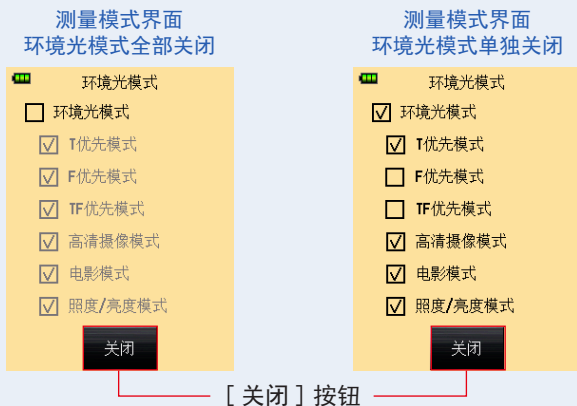 测量模式界面
环境光模式全部关闭
环境光模式
环境光模式
T优先模式
F优先模式
TF优先模式
高清摄像模式
电影模式
照度/亮度模式
关闭
测量模式界面
环境光模式单独关闭
环境光模式
环境光模式
T优先模式
F优先模式
TF优先模式
高清摄像模式
电影模式
照度/亮度模式
关闭
[ 关闭 ] 按钮